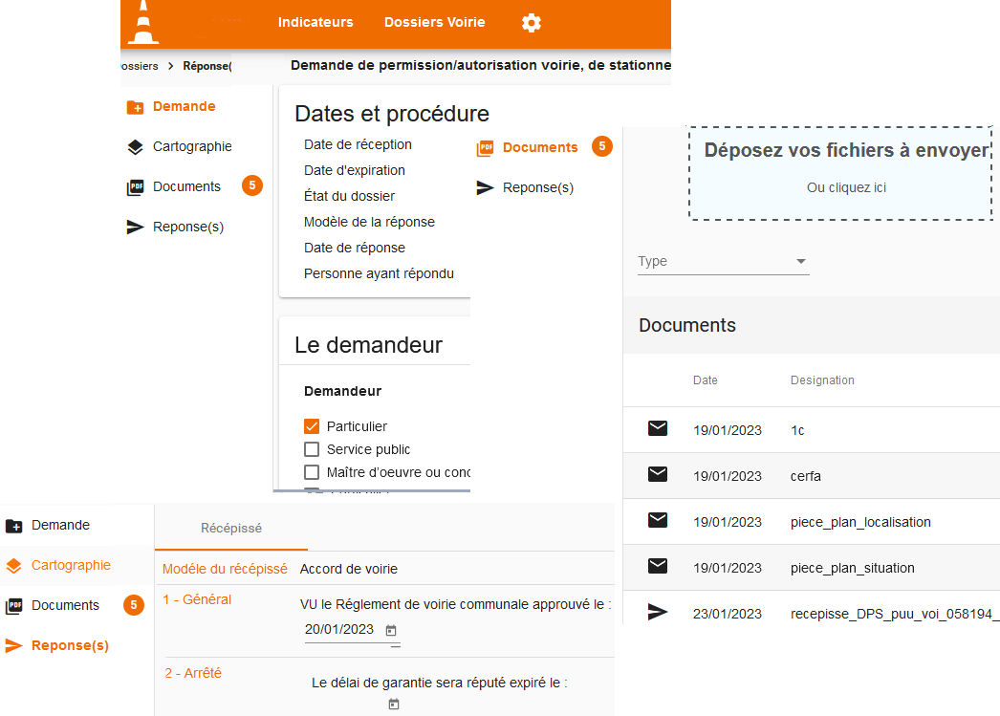 Indicateurs
Dossiers Voirie
ossiers
Réponse(
Demande de permission/autorisation voirie, de stationne
Demande
Cartographie
Documents
5
Reponse(s)
Dates et procédure
Date de réception
Date d'expiration
État du dossier
Modèle de la réponse
Date de réponse
Personne ayant répondu
PDF Documents
5
Reponse(s)
Le demandeur
Demandeur
Particulier
Service public
Maître d'oeuvre ou conc
Déposez vos fichiers à envoyer
Ou cliquez ici
Type
Documents
Date Designation
19/01/2023 1c
19/01/2023 cerfa
19/01/2023 piece_plan_localisation
19/01/2023 piece_plan_situation
23/01/2023 recepisse_DPS_puu_voi_058194_
Demande
Cartographie
PDF Documents
5
Reponse(s)
Récépissé
Modéle du récépissé Accord de voirie
1 - Général
VU le Réglement de voirie communale approuvé le :
20/01/2023
2 - Arrêté
Le délai de garantie sera réputé expiré le :